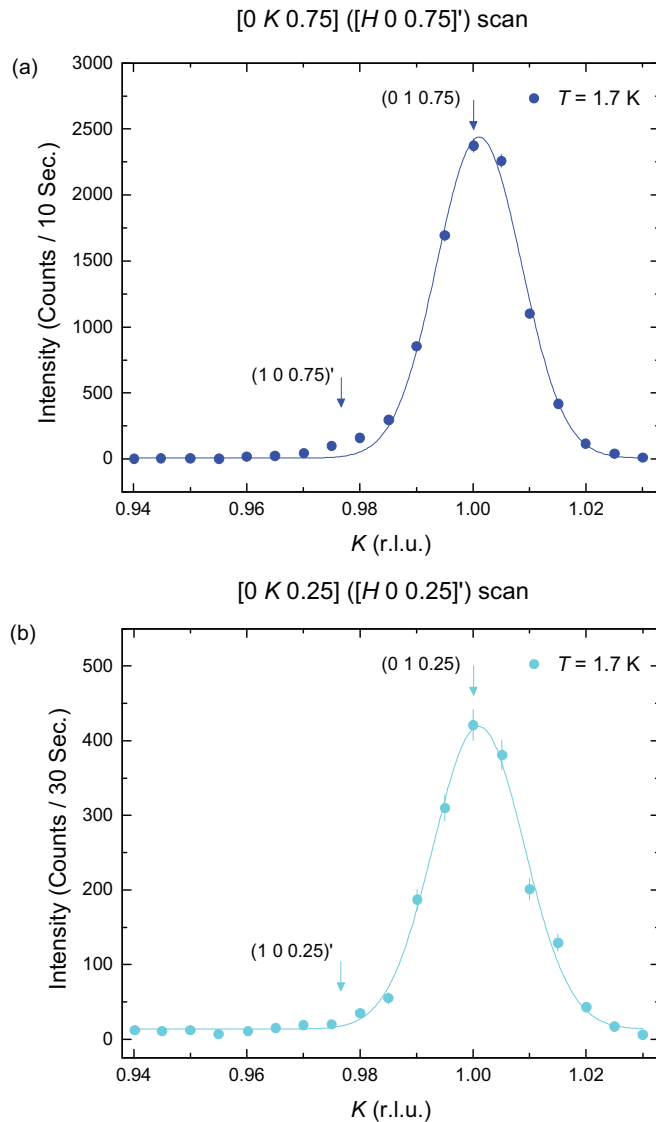 [0 K 0.75] ([H 0 0.75]') scan
(a)
3000
2500
2000
1500
1000
500
0
Intensity (Counts / 10 Sec.)
(0 1 0.75)
T = 1.7 K
(1 0 0.75)'
0.94 0.96 0.98 1.00 1.02
K (r.l.u.)
[0 K 0.25] ([H 0 0.25]') scan
(b)
500
400
300
200
100
0
Intensity (Counts / 30 Sec.)
(0 1 0.25)
T = 1.7 K
(1 0 0.25)'
0.94 0.96 0.98 1.00 1.02
K (r.l.u.)